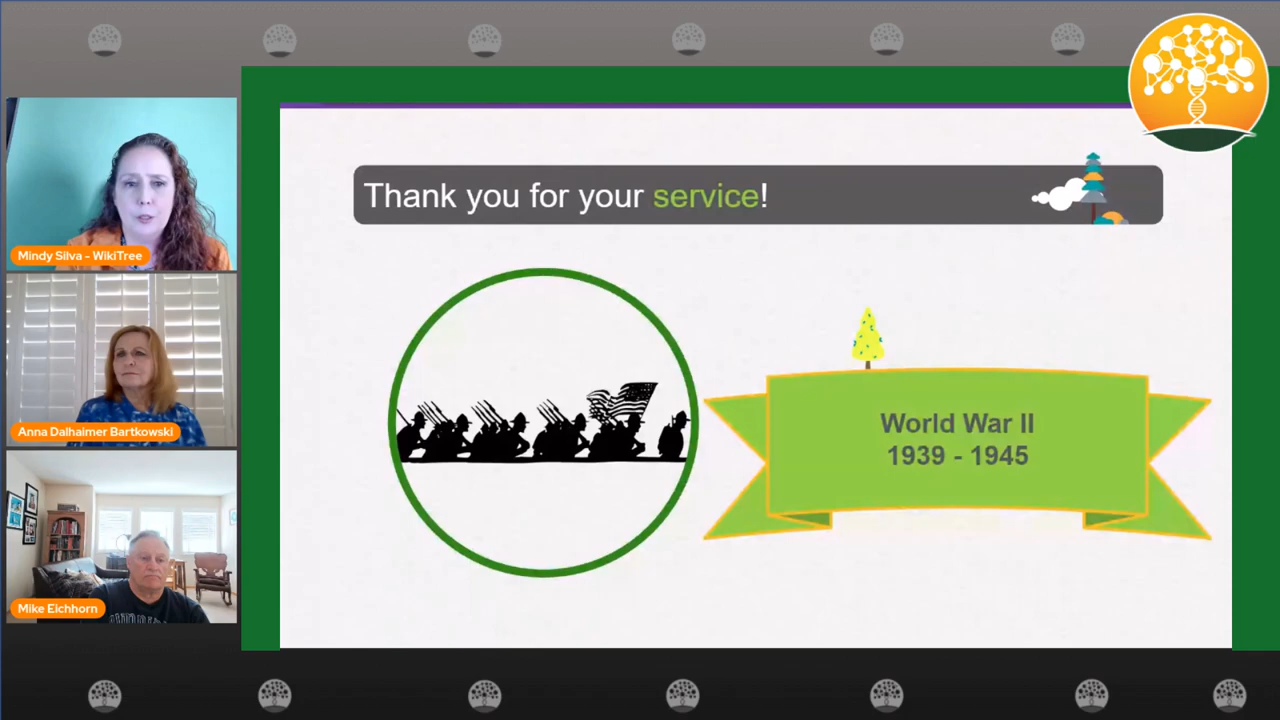 Thank you for your service!
World War II
1939 - 1945
Mindy Silva - WikiTree
Anna Dalhaimer Bartkowski
Mike Eichhorn